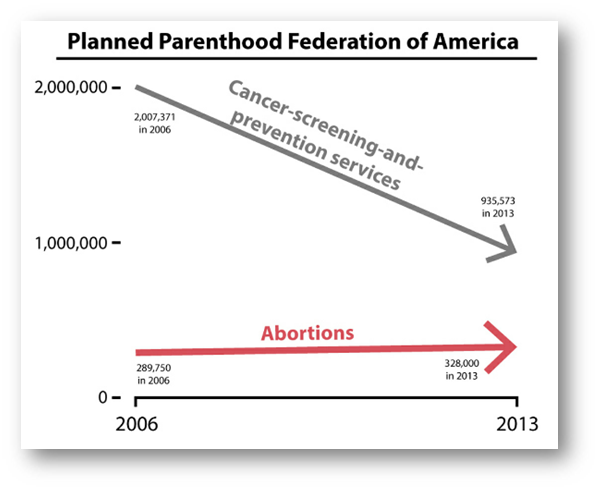 Planned Parenthood Federation of America
2,000,000
Cancer-screening-and-
prevention services
2,007,371
in 2006
935,573
in 2013
1,000,000
Abortions
289,750
in 2006
328,000
in 2013
0
2006
2013